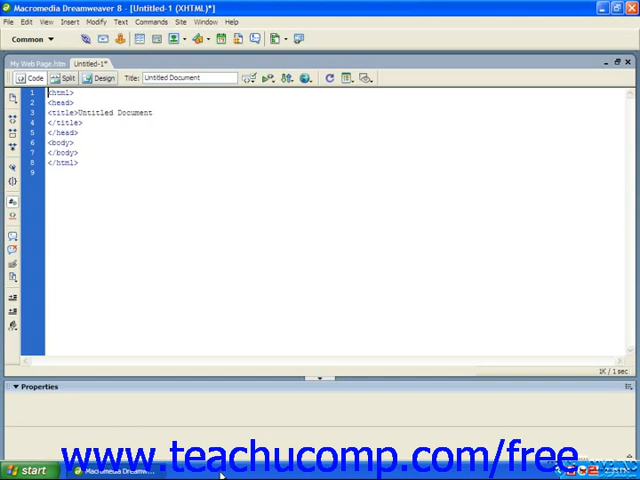 Macromedia Dreamweaver 8 - [Untitled-1 (XHTML)*]
File Edit View Insert Modify Text Commands Site Window Help
Common
My Web Page.htm Untitled-1*
Code Split Design Title: Untitled Document
1 <html>
2 <head>
3 <title>Untitled Document
4 </title>
5 </head>
6 <body>
7 </body>
8 </html>
9
1K / 1 sec
Properties
www.teachucomp.com/free
start Macromedia Dreamw...